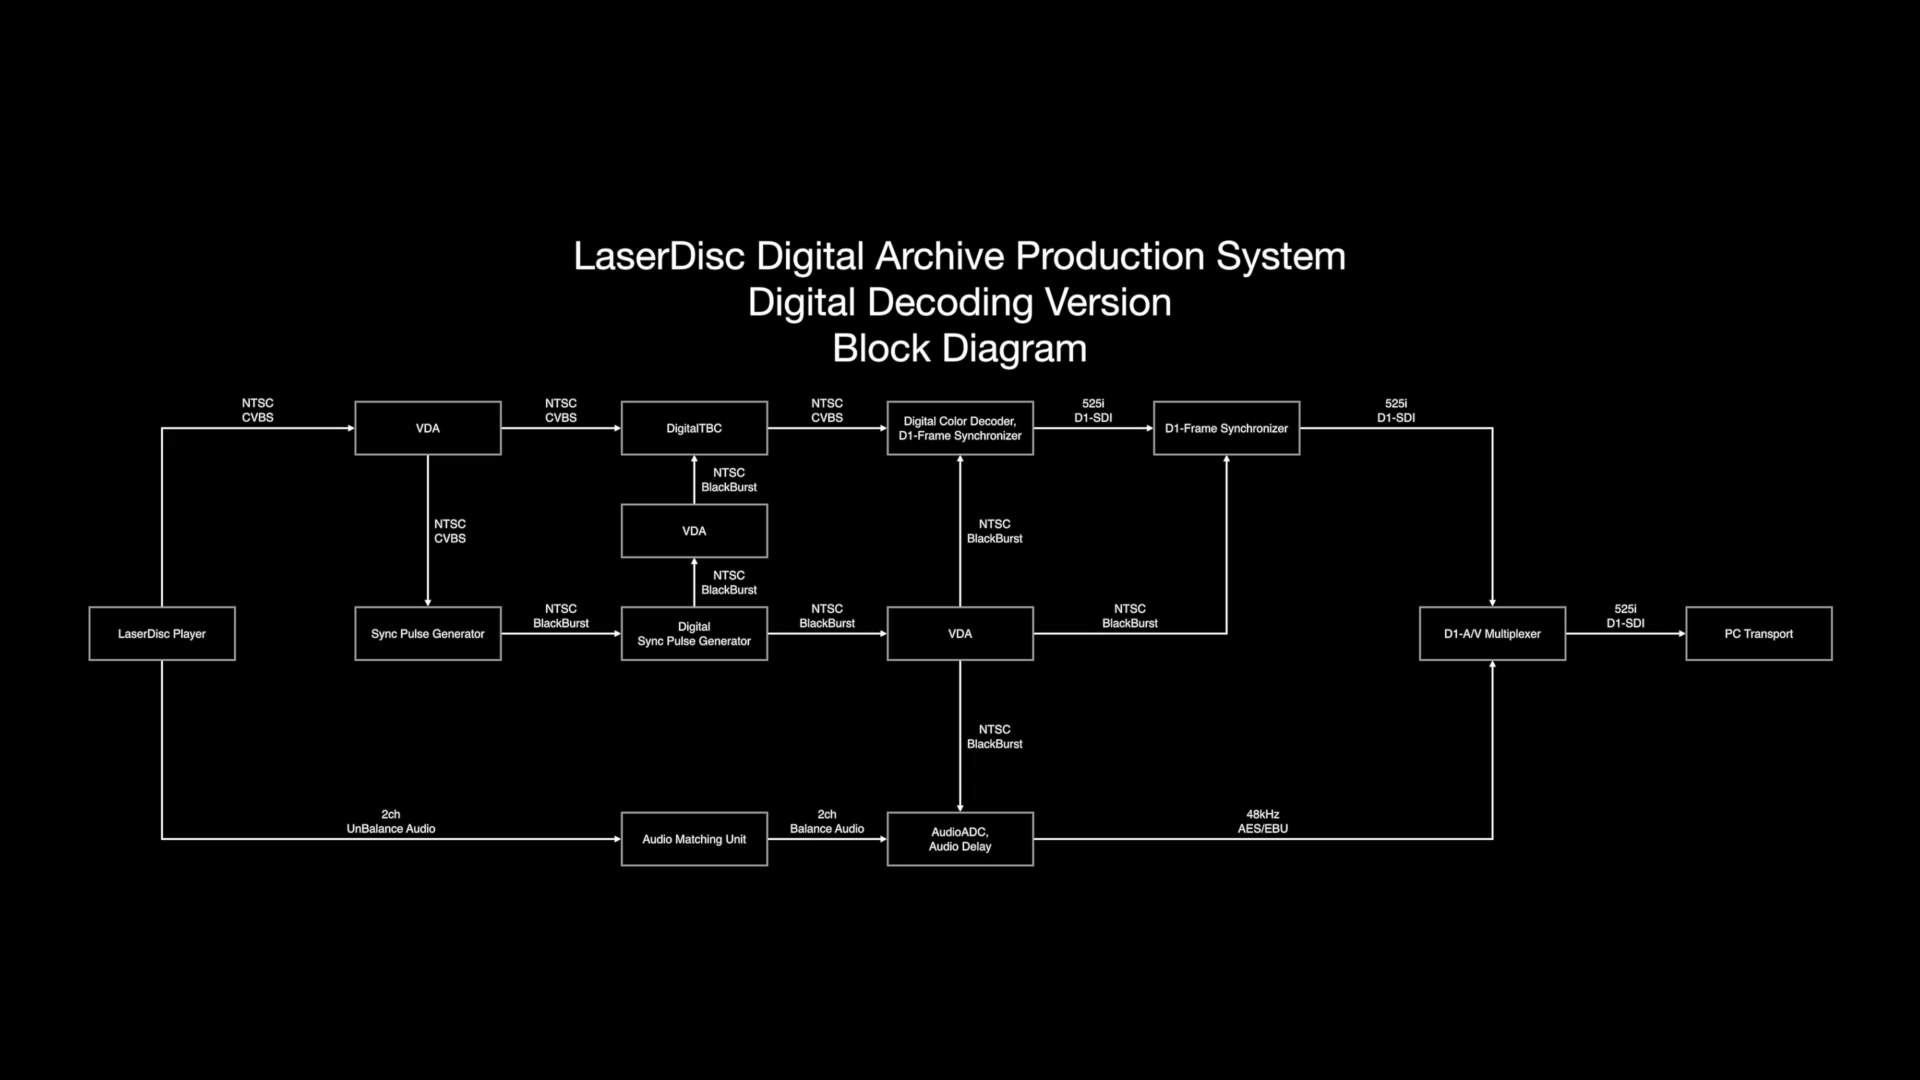 LaserDisc Digital Archive Production System
Digital Decoding Version
Block Diagram
NTSC
CVBS
VDA
NTSC
CVBS
DigitalTBC
NTSC
CVBS
Digital Color Decoder,
D1-Frame Synchronizer
525i
D1-SDI
D1-Frame Synchronizer
525i
D1-SDI
NTSC
BlackBurst
NTSC
CVBS
VDA
NTSC
BlackBurst
NTSC
BlackBurst
LaserDisc Player
Sync Pulse Generator
NTSC
BlackBurst
Digital
Sync Pulse Generator
NTSC
BlackBurst
VDA
NTSC
BlackBurst
D1-A/V Multiplexer
525i
D1-SDI
PC Transport
NTSC
BlackBurst
2ch
UnBalance Audio
Audio Matching Unit
2ch
Balance Audio
AudioADC,
Audio Delay
48kHz
AES/EBU